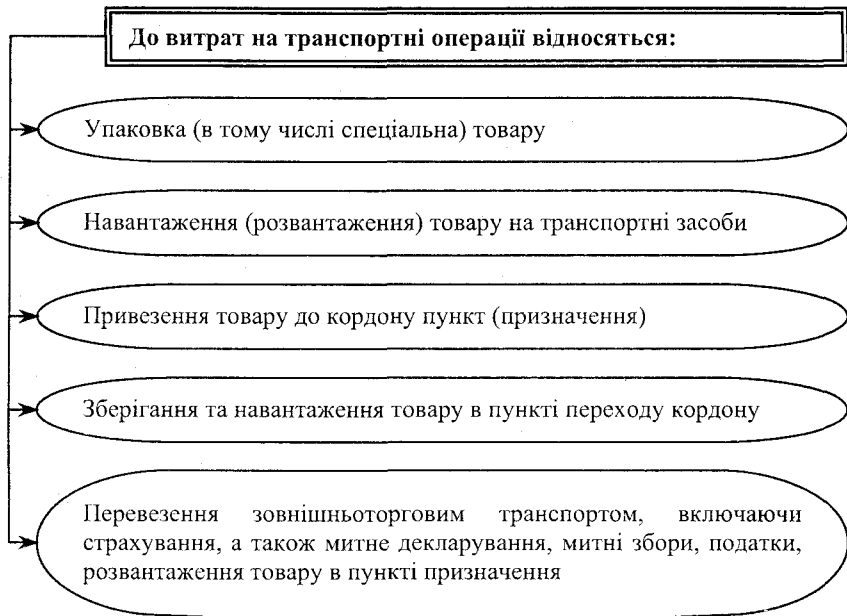 До витрат на транспортні операції відносяться:
Упаковка (в тому числі спеціальна) товару
Навантаження (розвантаження) товару на транспортні засоби
Привезення товару до кордону пункт (призначення)
Зберігання та навантаження товару в пункті переходу кордону
Перевезення зовнішньоторговим транспортом, включаючи
страхування, а також митне декларування, митні збори, податки,
розвантаження товару в пункті призначення